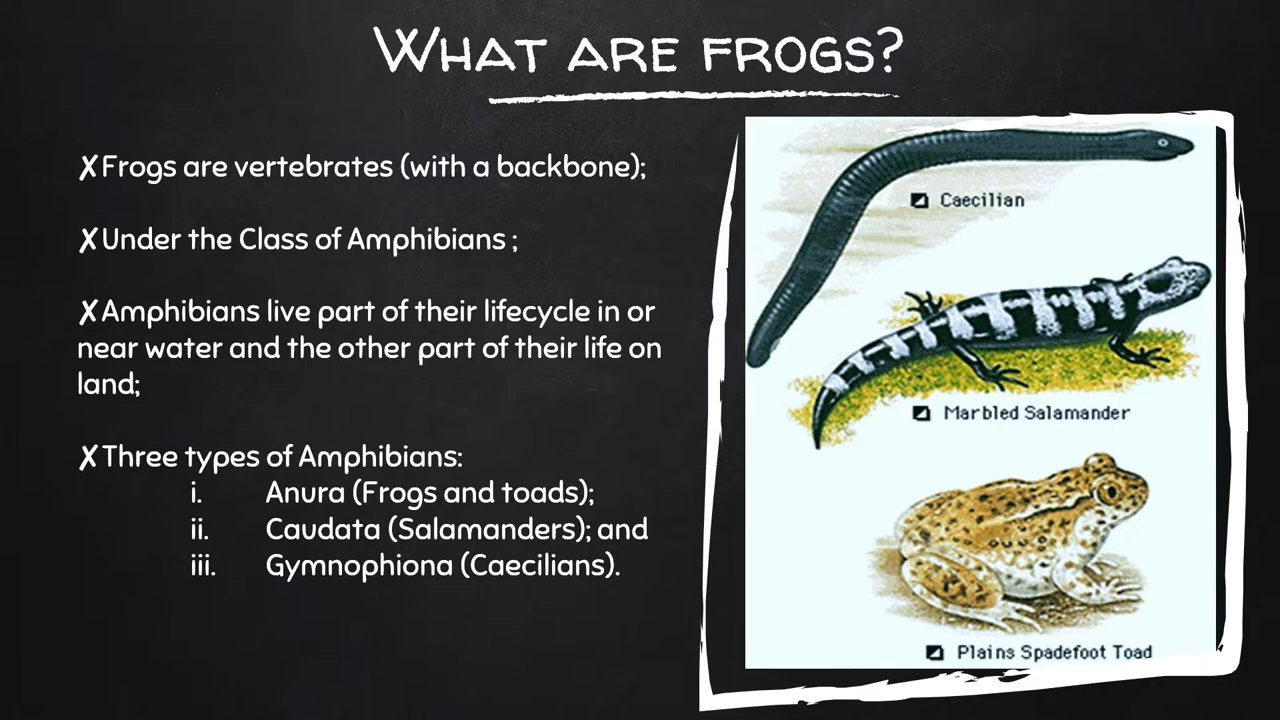 What are frogs?
✗Frogs are vertebrates (with a backbone);
✗Under the Class of Amphibians ;
✗Amphibians live part of their lifecycle in or
near water and the other part of their life on
land;
✗Three types of Amphibians:
i. Anura (Frogs and toads);
ii. Caudata (Salamanders); and
iii. Gymnophiona (Caecilians).
Caecilian
Marbled Salamander
Plains Spadefoot Toad